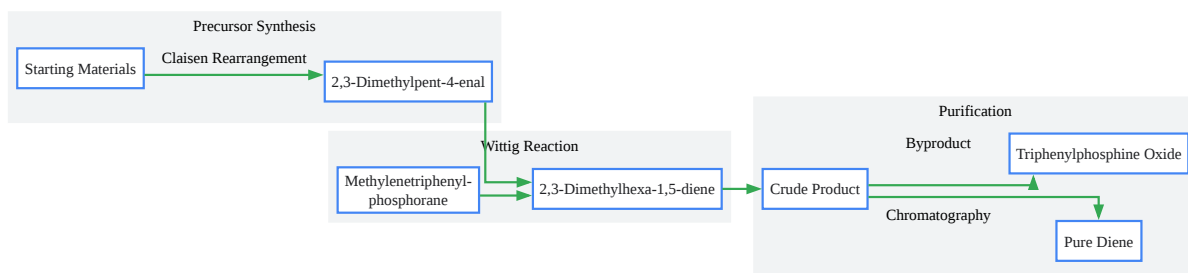 Precursor Synthesis
Starting Materials
Claisen Rearrangement
2,3-Dimethylpent-4-enal
Wittig Reaction
Methylenetriphenyl-
phosphorane
2,3-Dimethylhexa-1,5-diene
Purification
Crude Product
Byproduct
Triphenylphosphine Oxide
Chromatography
Pure Diene